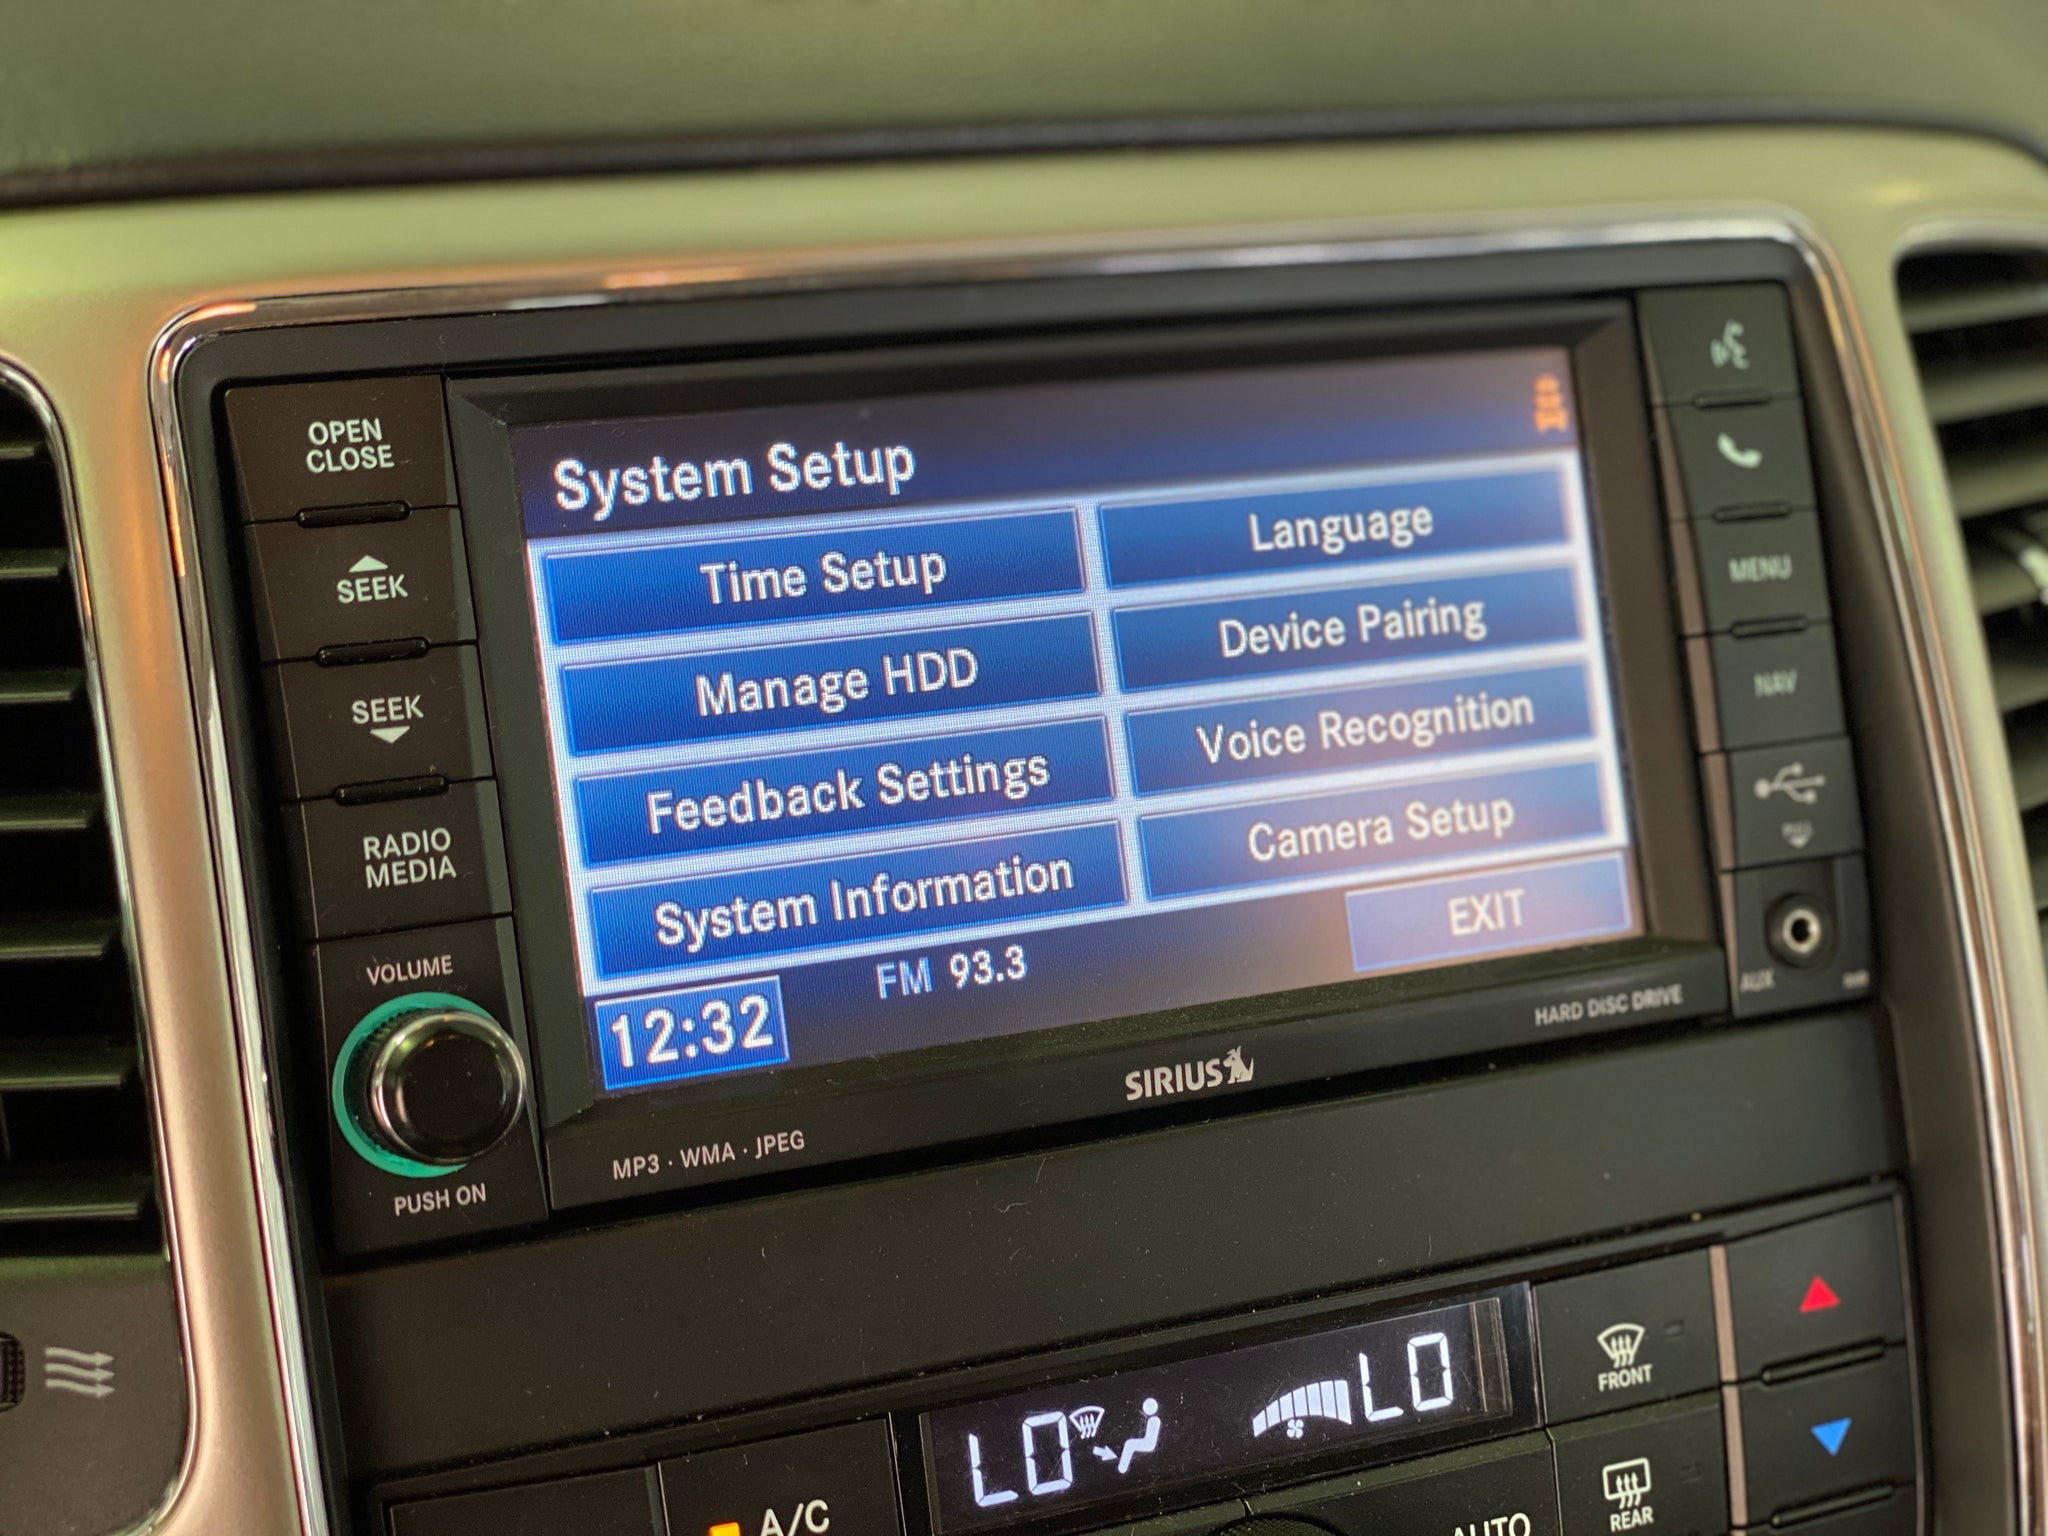 OPEN
CLOSE
SEEK
SEEK
RADIO
MEDIA
VOLUME
PUSH ON
System Setup
Time Setup
Language
Manage HDD
Device Pairing
Feedback Settings
Voice Recognition
System Information
Camera Setup
EXIT
FM 93.3
12:32
MENU
NAV
PULL
AUX
HARD DISC DRIVE
SIRIUS
MP3 · WMA · JPEG
LO
LO
FRONT
REAR
A/C
AUTO